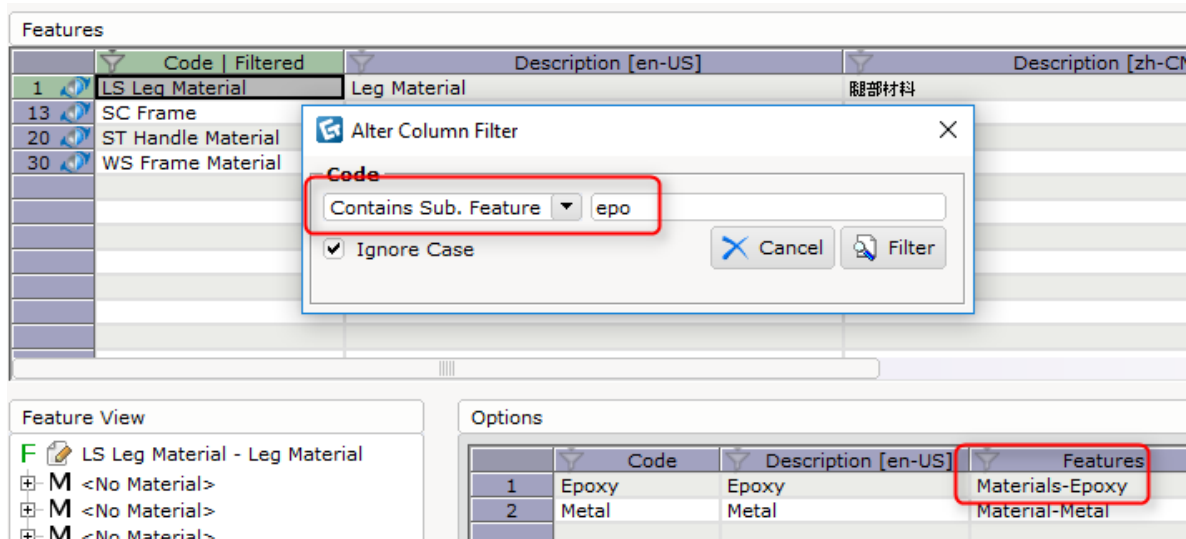 Features
Code | Filtered Description [en-US] Description [zh-CN
1 LS Leg Material Leg Material 腿部材料
13 SC Frame
20 ST Handle Material
30 WS Frame Material
Alter Column Filter
Code
Contains Sub. Feature epo
Ignore Case Cancel Filter
Feature View
F LS Leg Material - Leg Material
M <No Material>
M <No Material>
M <No Material>
Options
Code Description [en-US] Features
1 Epoxy Epoxy Materials-Epoxy
2 Metal Metal Material-Metal